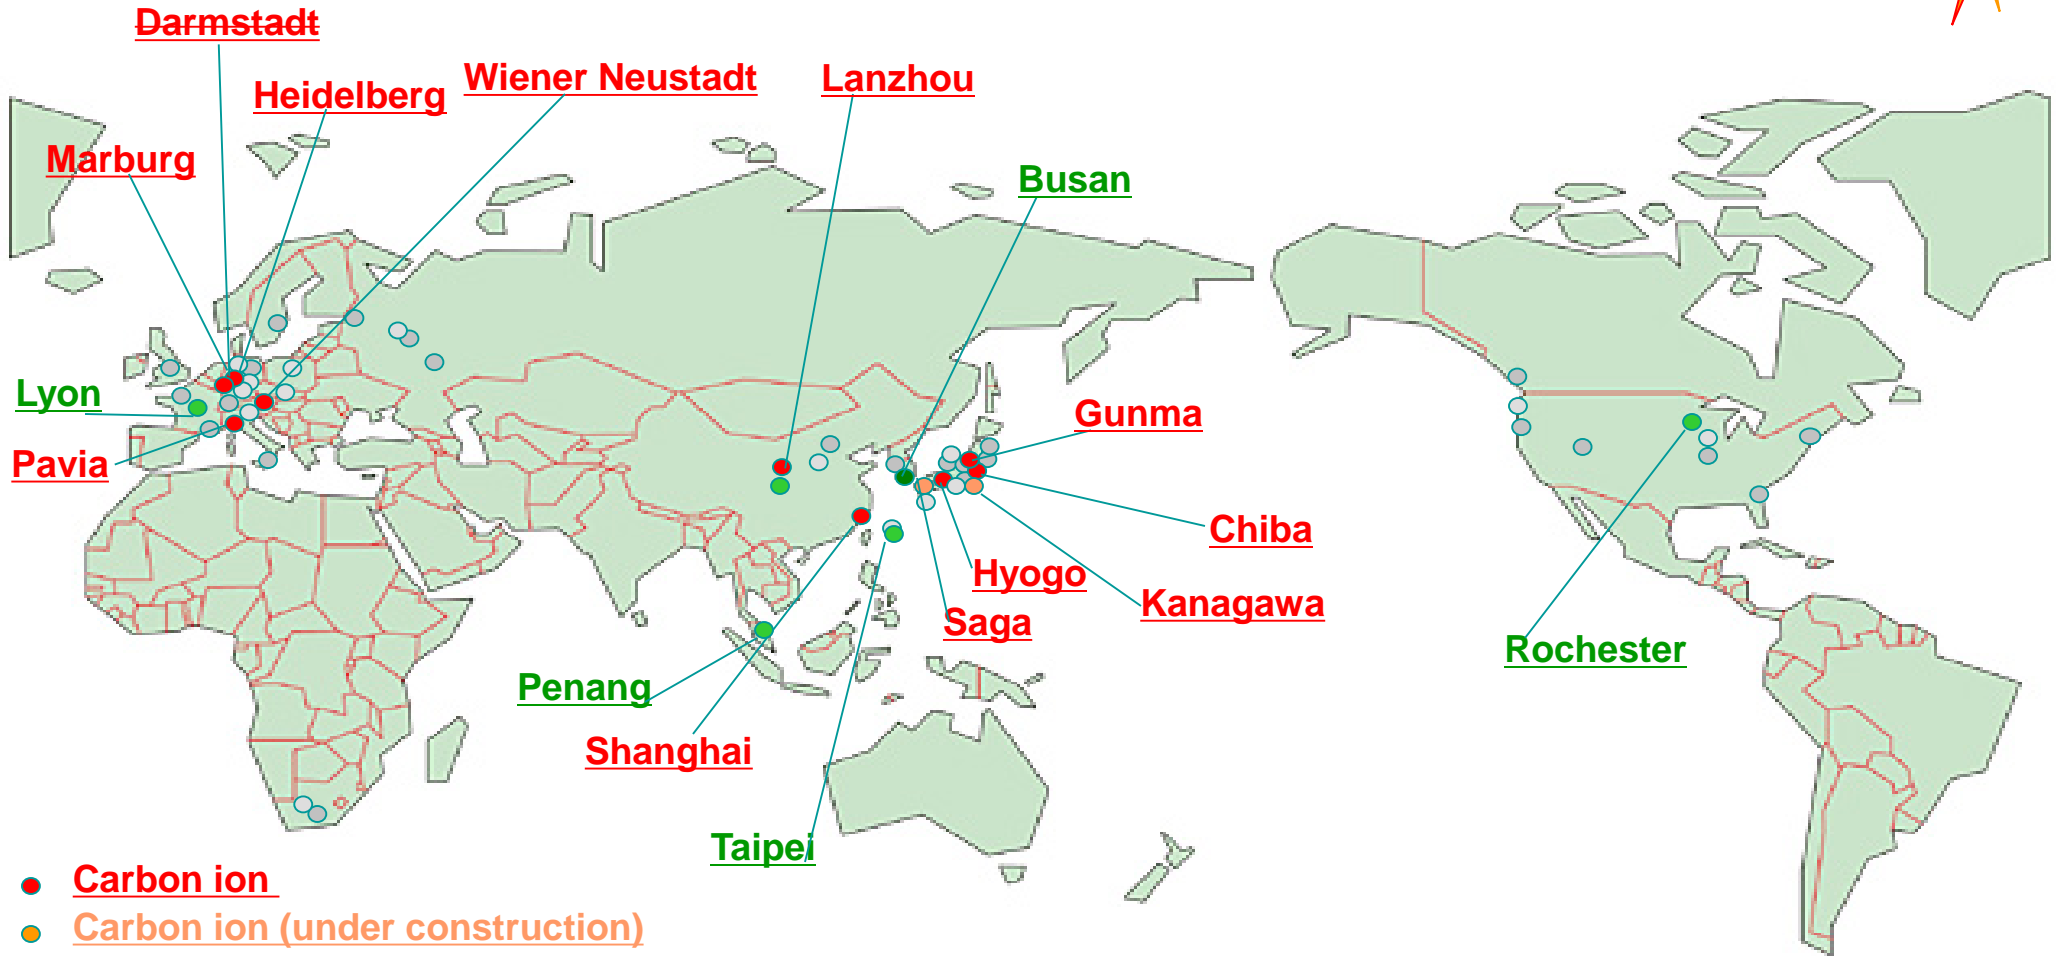 Darmstadt
Heidelberg
Wiener Neustadt
Lanzhou
Marburg
Busan
Lyon
Gunma
Pavia
Chiba
Hyogo
Kanagawa
Saga
Rochester
Penang
Shanghai
Taipei
Carbon ion
Carbon ion (under construction)